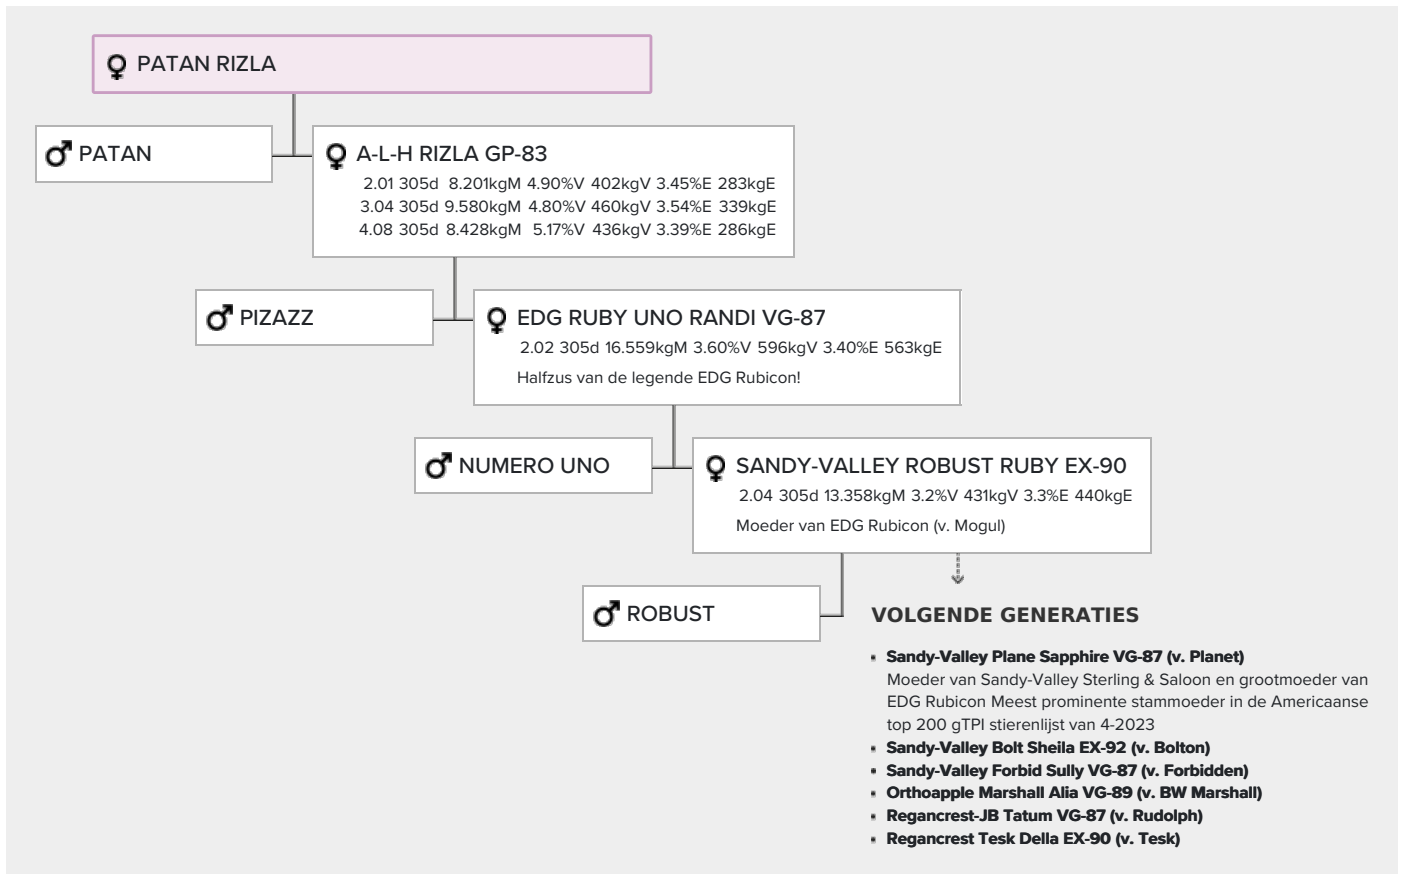 PATAN RIZLA
PATAN
A-L-H RIZLA GP-83
2.01 305d 8.201kgM 4.90%V 402kgV 3.45%E 283kgE
3.04 305d 9.580kgM 4.80%V 460kgV 3.54%E 339kgE
4.08 305d 8.428kgM 5.17%V 436kgV 3.39%E 286kgE
PIZAZZ
EDG RUBY UNO RANDI VG-87
2.02 305d 16.559kgM 3.60%V 596kgV 3.40%E 563kgE
Halfzus van de legende EDG Rubicon!
NUMERO UNO
SANDY-VALLEY ROBUST RUBY EX-90
2.04 305d 13.358kgM 3.2%V 431kgV 3.3%E 440kgE
Moeder van EDG Rubicon (v. Mogul)
ROBUST
VOLGENDE GENERATIES
Sandy-Valley Plane Sapphire VG-87 (v. Planet)
Moeder van Sandy-Valley Sterling & Saloon en grootmoeder van
EDG Rubicon Meest prominente stammoeder in de Americaanse
top 200 gTPI stierenlijst van 4-2023
Sandy-Valley Bolt Sheila EX-92 (v. Bolton)
Sandy-Valley Forbid Sully VG-87 (v. Forbidden)
Orthoapple Marshall Alia VG-89 (v. BW Marshall)
Regancrest-JB Tatum VG-87 (v. Rudolph)
Regancrest Tesk Della EX-90 (v. Tesk)